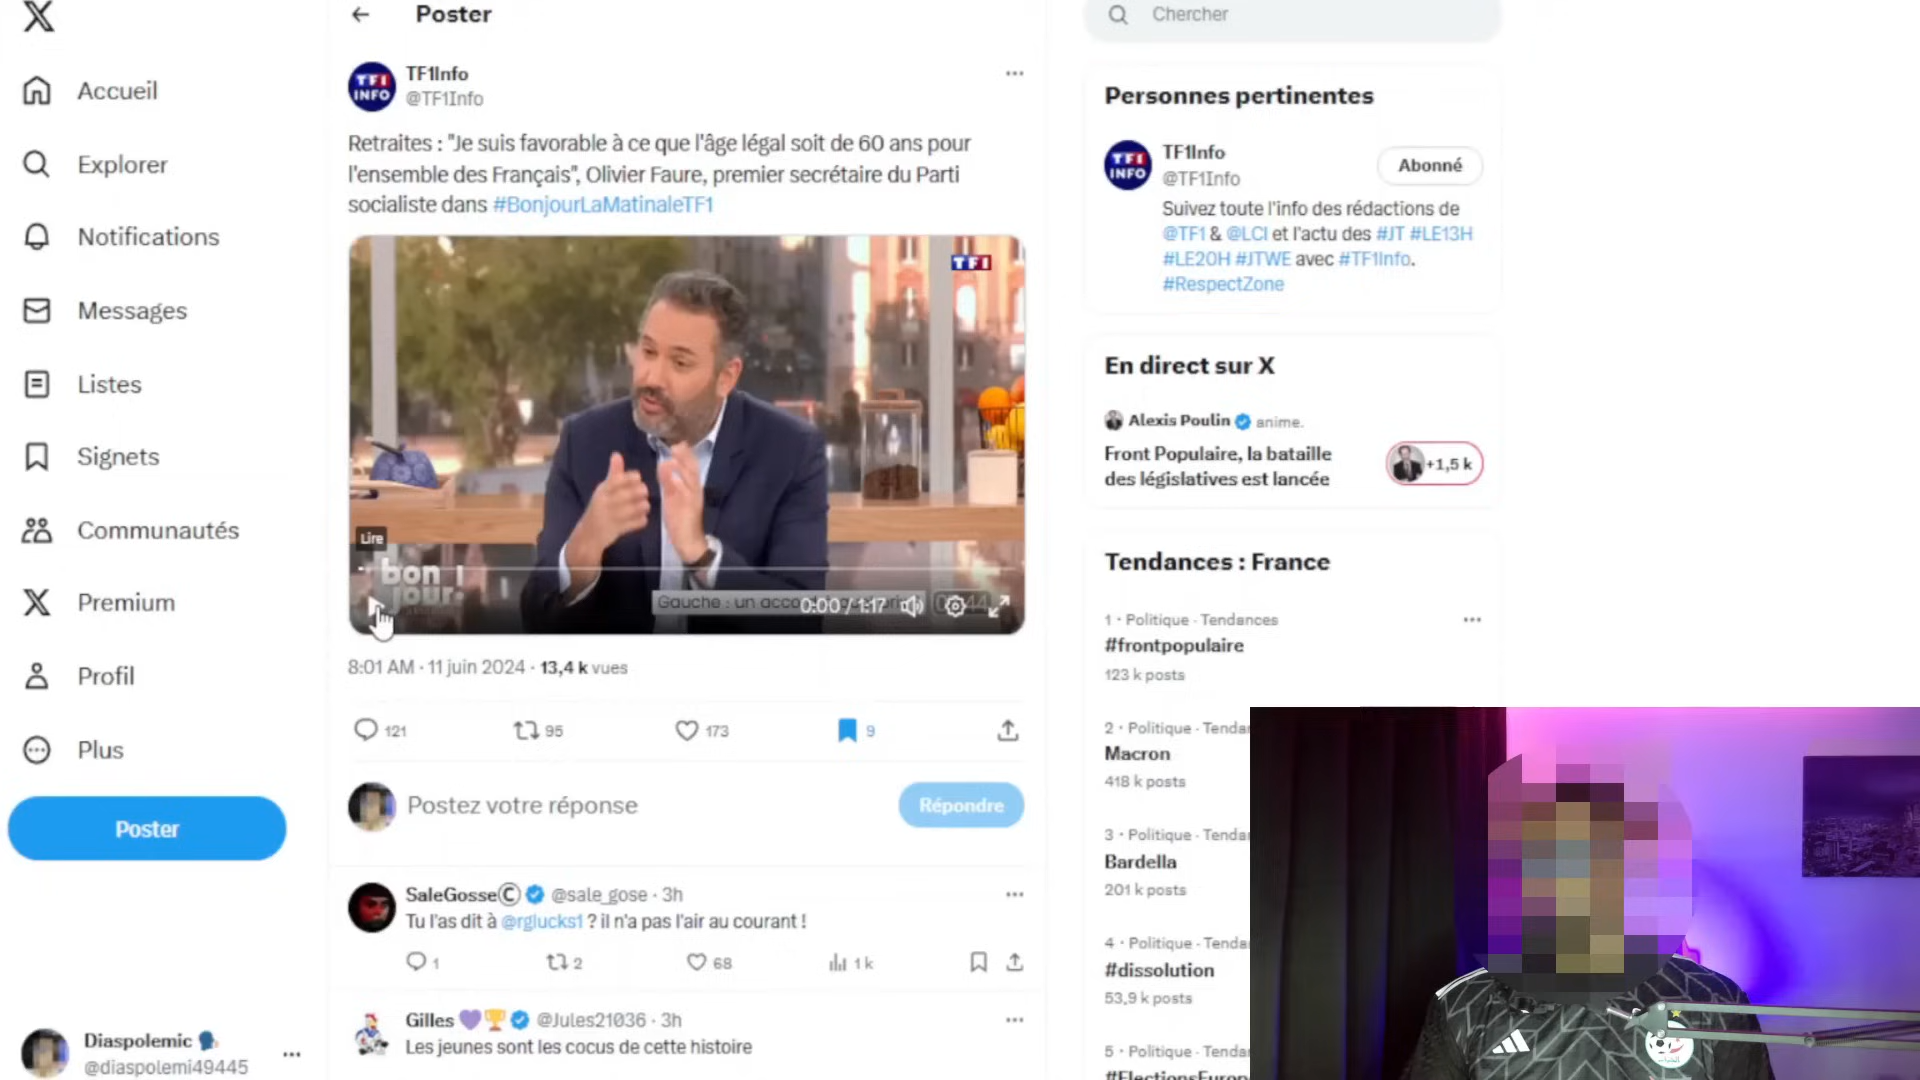 Accueil
Explorer
Notifications
Messages
Listes
Signets
Communautés
Premium
Profil
Plus
Poster
Diaspolemic
@diaspolemi49445
Poster
TF1Info
@TF1Info
Retraites : "Je suis favorable à ce que l'âge légal soit de 60 ans pour
l'ensemble des Français", Olivier Faure, premier secrétaire du Parti
socialiste dans #BonjourLaMatinaleTF1
TF1
INFO
TF1
Lire
bon
jour
Gauche : un acco
0:00 / 1:17
8:01 AM · 11 juin 2024 · 13,4 k vues
121 95 173 9
Postez votre réponse
Répondre
SaleGosse© @sale_gose · 3h
Tu l'as dit à @rglucks1 ? il n'a pas l'air au courant !
1 2 68 1 k
Gilles @Jules21036 · 3h
Les jeunes sont les cocus de cette histoire
Chercher
Personnes pertinentes
TF1
INFO
TF1Info
@TF1Info
Abonné
Suivez toute l'info des rédactions de
@TF1 & @LCI et l'actu des #JT #LE13H
#LE20H #JTWE avec #TF1Info.
#RespectZone
En direct sur X
Alexis Poulin anime.
Front Populaire, la bataille
des législatives est lancée
+1,5 k
Tendances : France
1 · Politique · Tendances
#frontpopulaire
123 k posts
2 · Politique · Tenda
Macron
418 k posts
3 · Politique · Tenda
Bardella
201 k posts
4 · Politique · Tenda
#dissolution
53,9 k posts
5 · Politique · Tenda
#ElectionsEurop